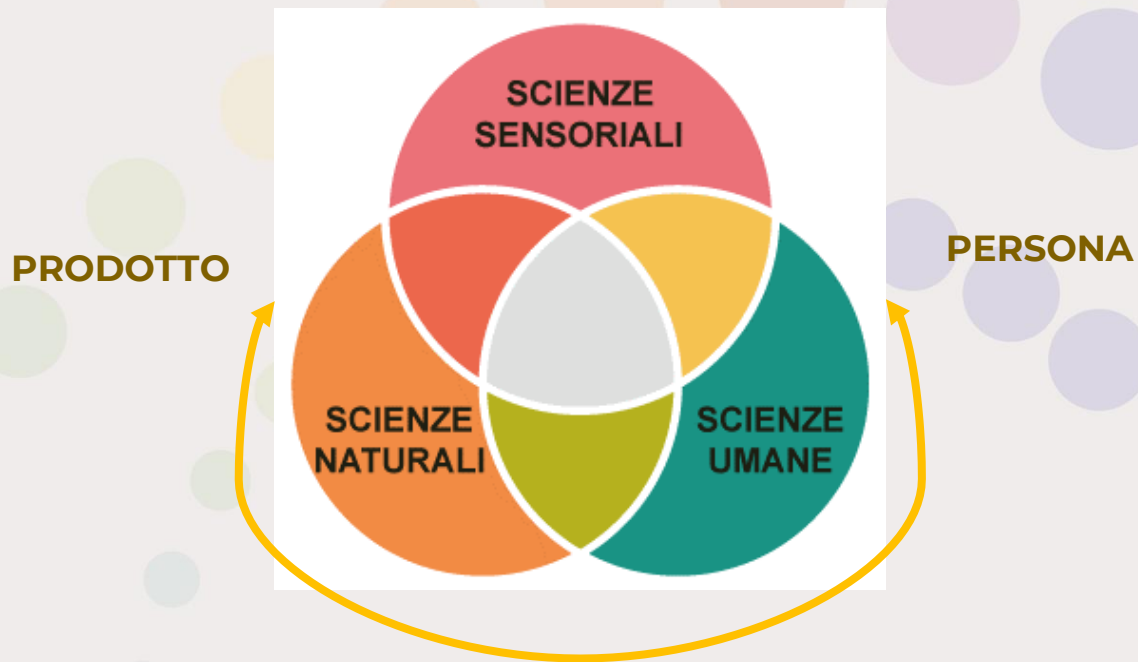 SCIENZE
SENSORIALI
PRODOTTO
PERSONA
SCIENZE
NATURALI
SCIENZE
UMANE